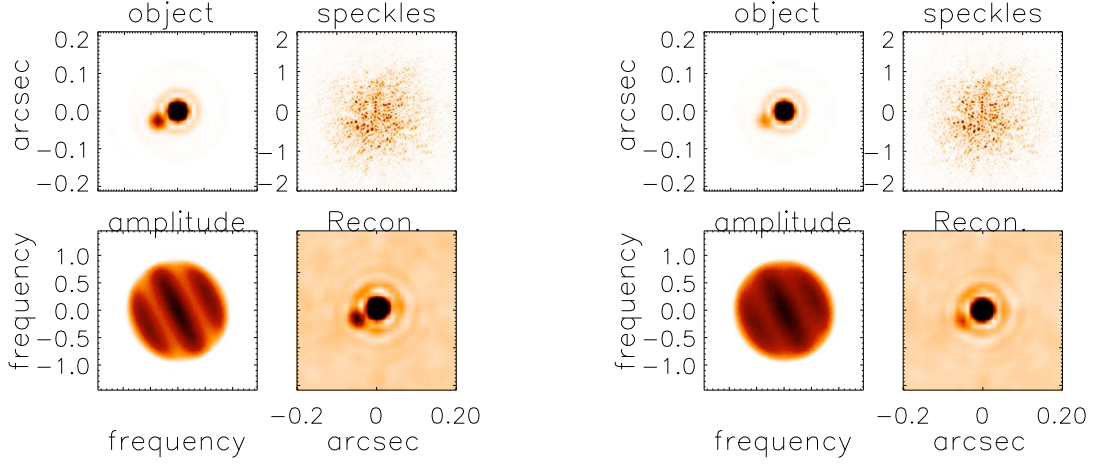 object speckles object speckles
0.2 2 0.2 2
0.1 1 0.1 1
arcsec 0.0 0 arcsec 0.0 0
−0.1 −1 −0.1 −1
−0.2 −2 −0.2 −2
amplitude Recon. amplitude Recon.
1.0 1.0
0.5 0.5
frequency 0.0 frequency 0.0
−0.5 −0.5
−1.0 −1.0
−0.2 0 0.20 −0.2 0 0.20
frequency arcsec frequency arcsec